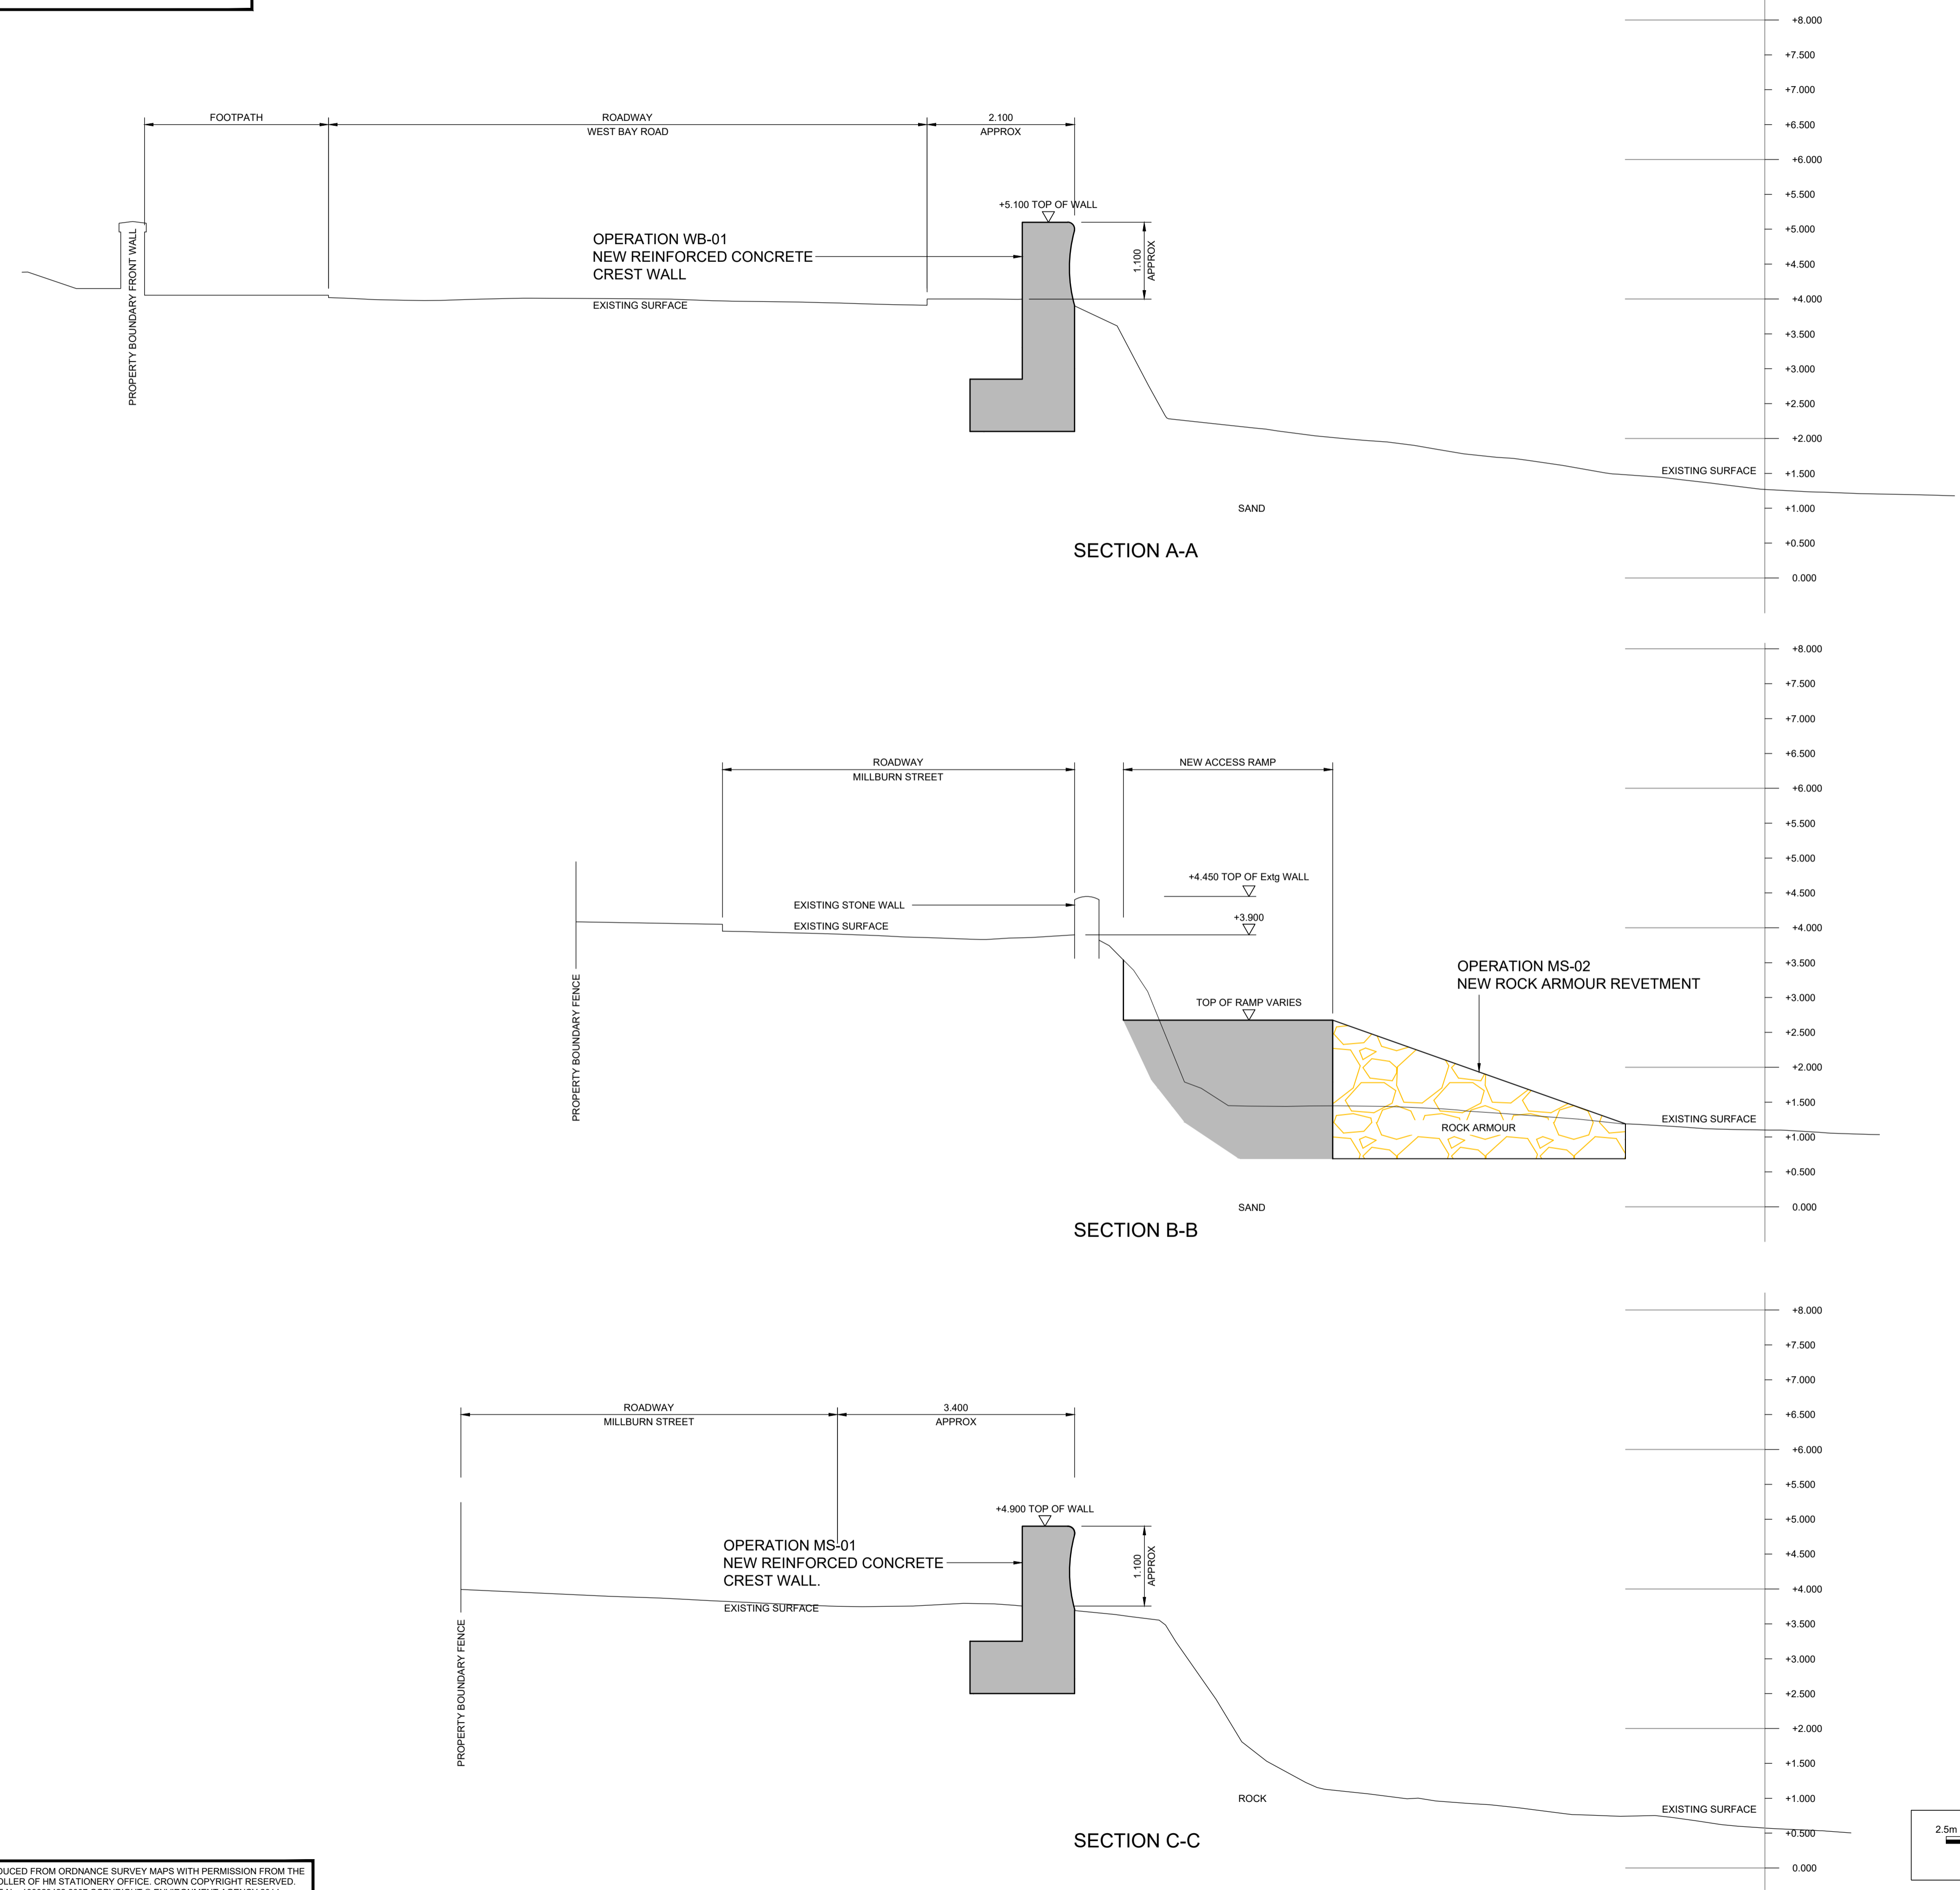 +8.000
+7.500
+7.000
+6.500
+6.000
+5.500
+5.000
+4.500
+4.000
+3.500
+3.000
+2.500
+2.000
+1.500
+1.000
+0.500
0.000
FOOTPATH
ROADWAY
WEST BAY ROAD
2.100
APPROX
+5.100 TOP OF WALL
1.100
APPROX
PROPERTY BOUNDARY FRONT WALL
OPERATION WB-01
NEW REINFORCED CONCRETE
CREST WALL
EXISTING SURFACE
EXISTING SURFACE
SAND
SECTION A-A
+8.000
+7.500
+7.000
+6.500
+6.000
+5.500
+5.000
+4.500
+4.000
+3.500
+3.000
+2.500
+2.000
+1.500
+1.000
+0.500
0.000
ROADWAY
MILLBURN STREET
NEW ACCESS RAMP
+4.450 TOP OF Extg WALL
EXISTING STONE WALL
+3.900
EXISTING SURFACE
PROPERTY BOUNDARY FENCE
OPERATION MS-02
NEW ROCK ARMOUR REVETMENT
TOP OF RAMP VARIES
EXISTING SURFACE
ROCK ARMOUR
SAND
SECTION B-B
+8.000
+7.500
+7.000
+6.500
+6.000
+5.500
+5.000
+4.500
+4.000
+3.500
+3.000
+2.500
+2.000
+1.500
+1.000
+0.500
0.000
ROADWAY
MILLBURN STREET
3.400
APPROX
+4.900 TOP OF WALL
1.100
APPROX
OPERATION MS-01
NEW REINFORCED CONCRETE
CREST WALL.
EXISTING SURFACE
PROPERTY BOUNDARY FENCE
ROCK
EXISTING SURFACE
SECTION C-C
2.5m
FROM ORDNANCE SURVEY MAPS WITH PERMISSION FROM THE
OF HM STATIONERY OFFICE. CROWN COPYRIGHT RESERVED.